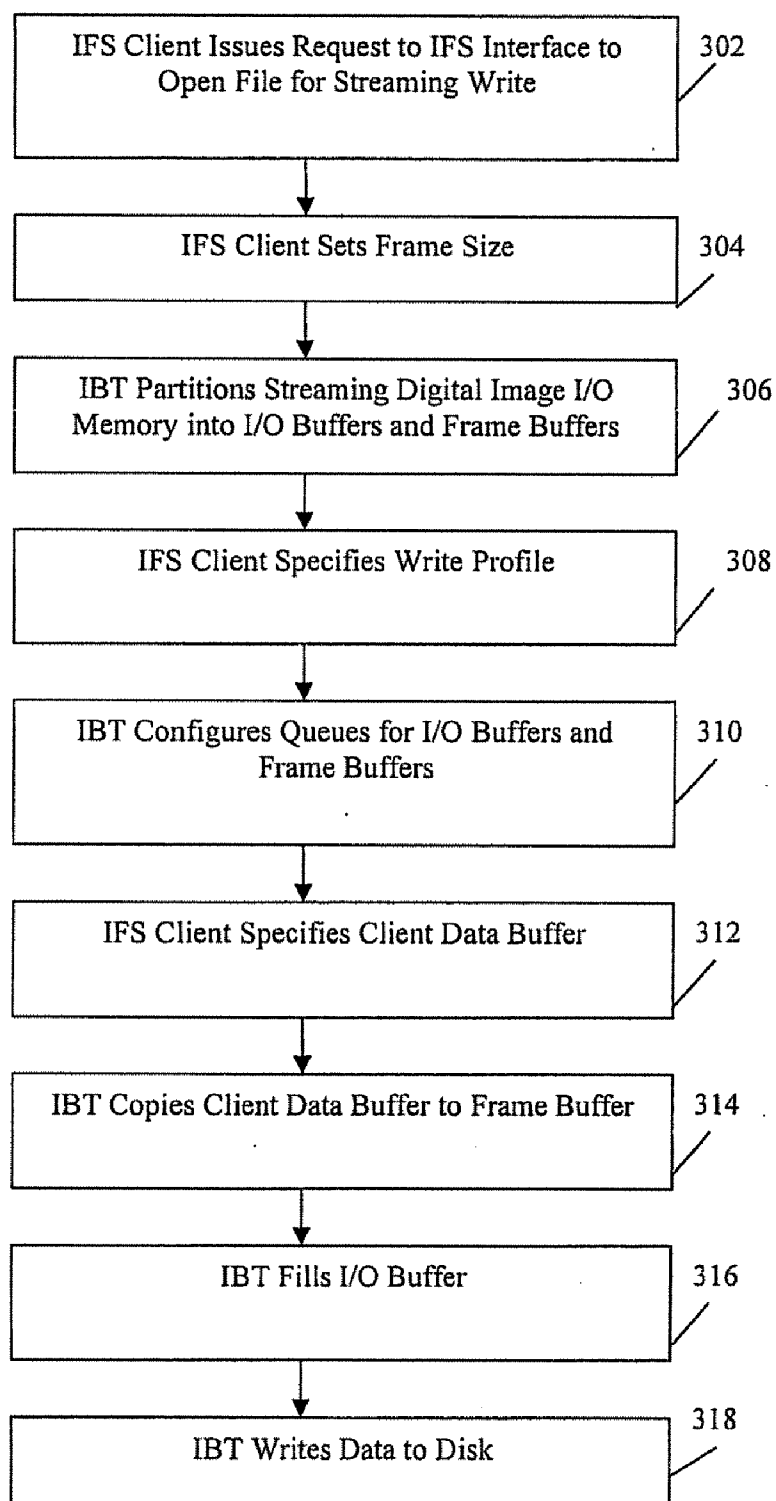 IFS Client Issues Request to IFS Interface to
Open File for Streaming Write
302
IFS Client Sets Frame Size
304
IBT Partitions Streaming Digital Image I/O
Memory into I/O Buffers and Frame Buffers
306
IFS Client Specifies Write Profile
308
IBT Configures Queues for I/O Buffers and
Frame Buffers
310
IFS Client Specifies Client Data Buffer
312
IBT Copies Client Data Buffer to Frame Buffer
314
IBT Fills I/O Buffer
316
IBT Writes Data to Disk
318